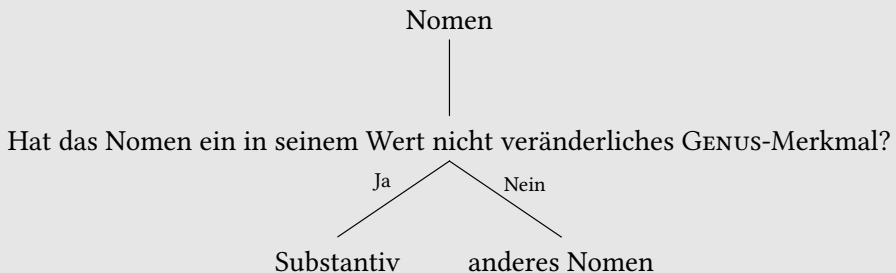 Nomen
Hat das Nomen ein in seinem Wert nicht veränderliches GENUS-Merkmal?
Ja Nein
Substantiv anderes Nomen